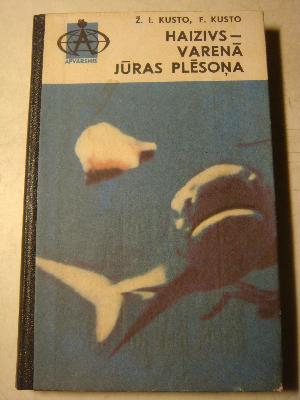 Ž. I. KUSTO, F. KUSTO
HAIZIVS–
VARENĀ
JŪRAS PLĒSOŅA
APVĀRSNIS